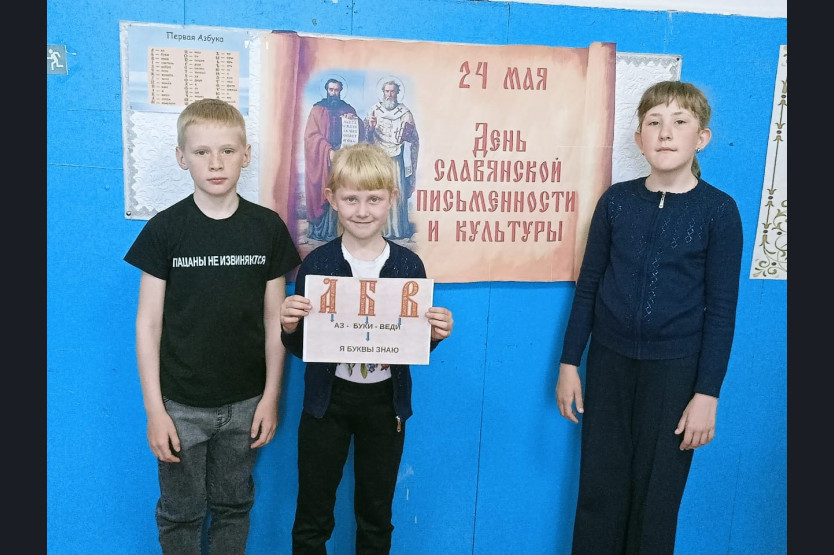 Первая Азбука
24 мая
День
славянской
письменности
и культуры
ПАЦАНЫ НЕ ИЗВИНЯЮТСЯ
А Б В
АЗ - БУКИ - ВЕДИ
Я БУКВЫ ЗНАЮ